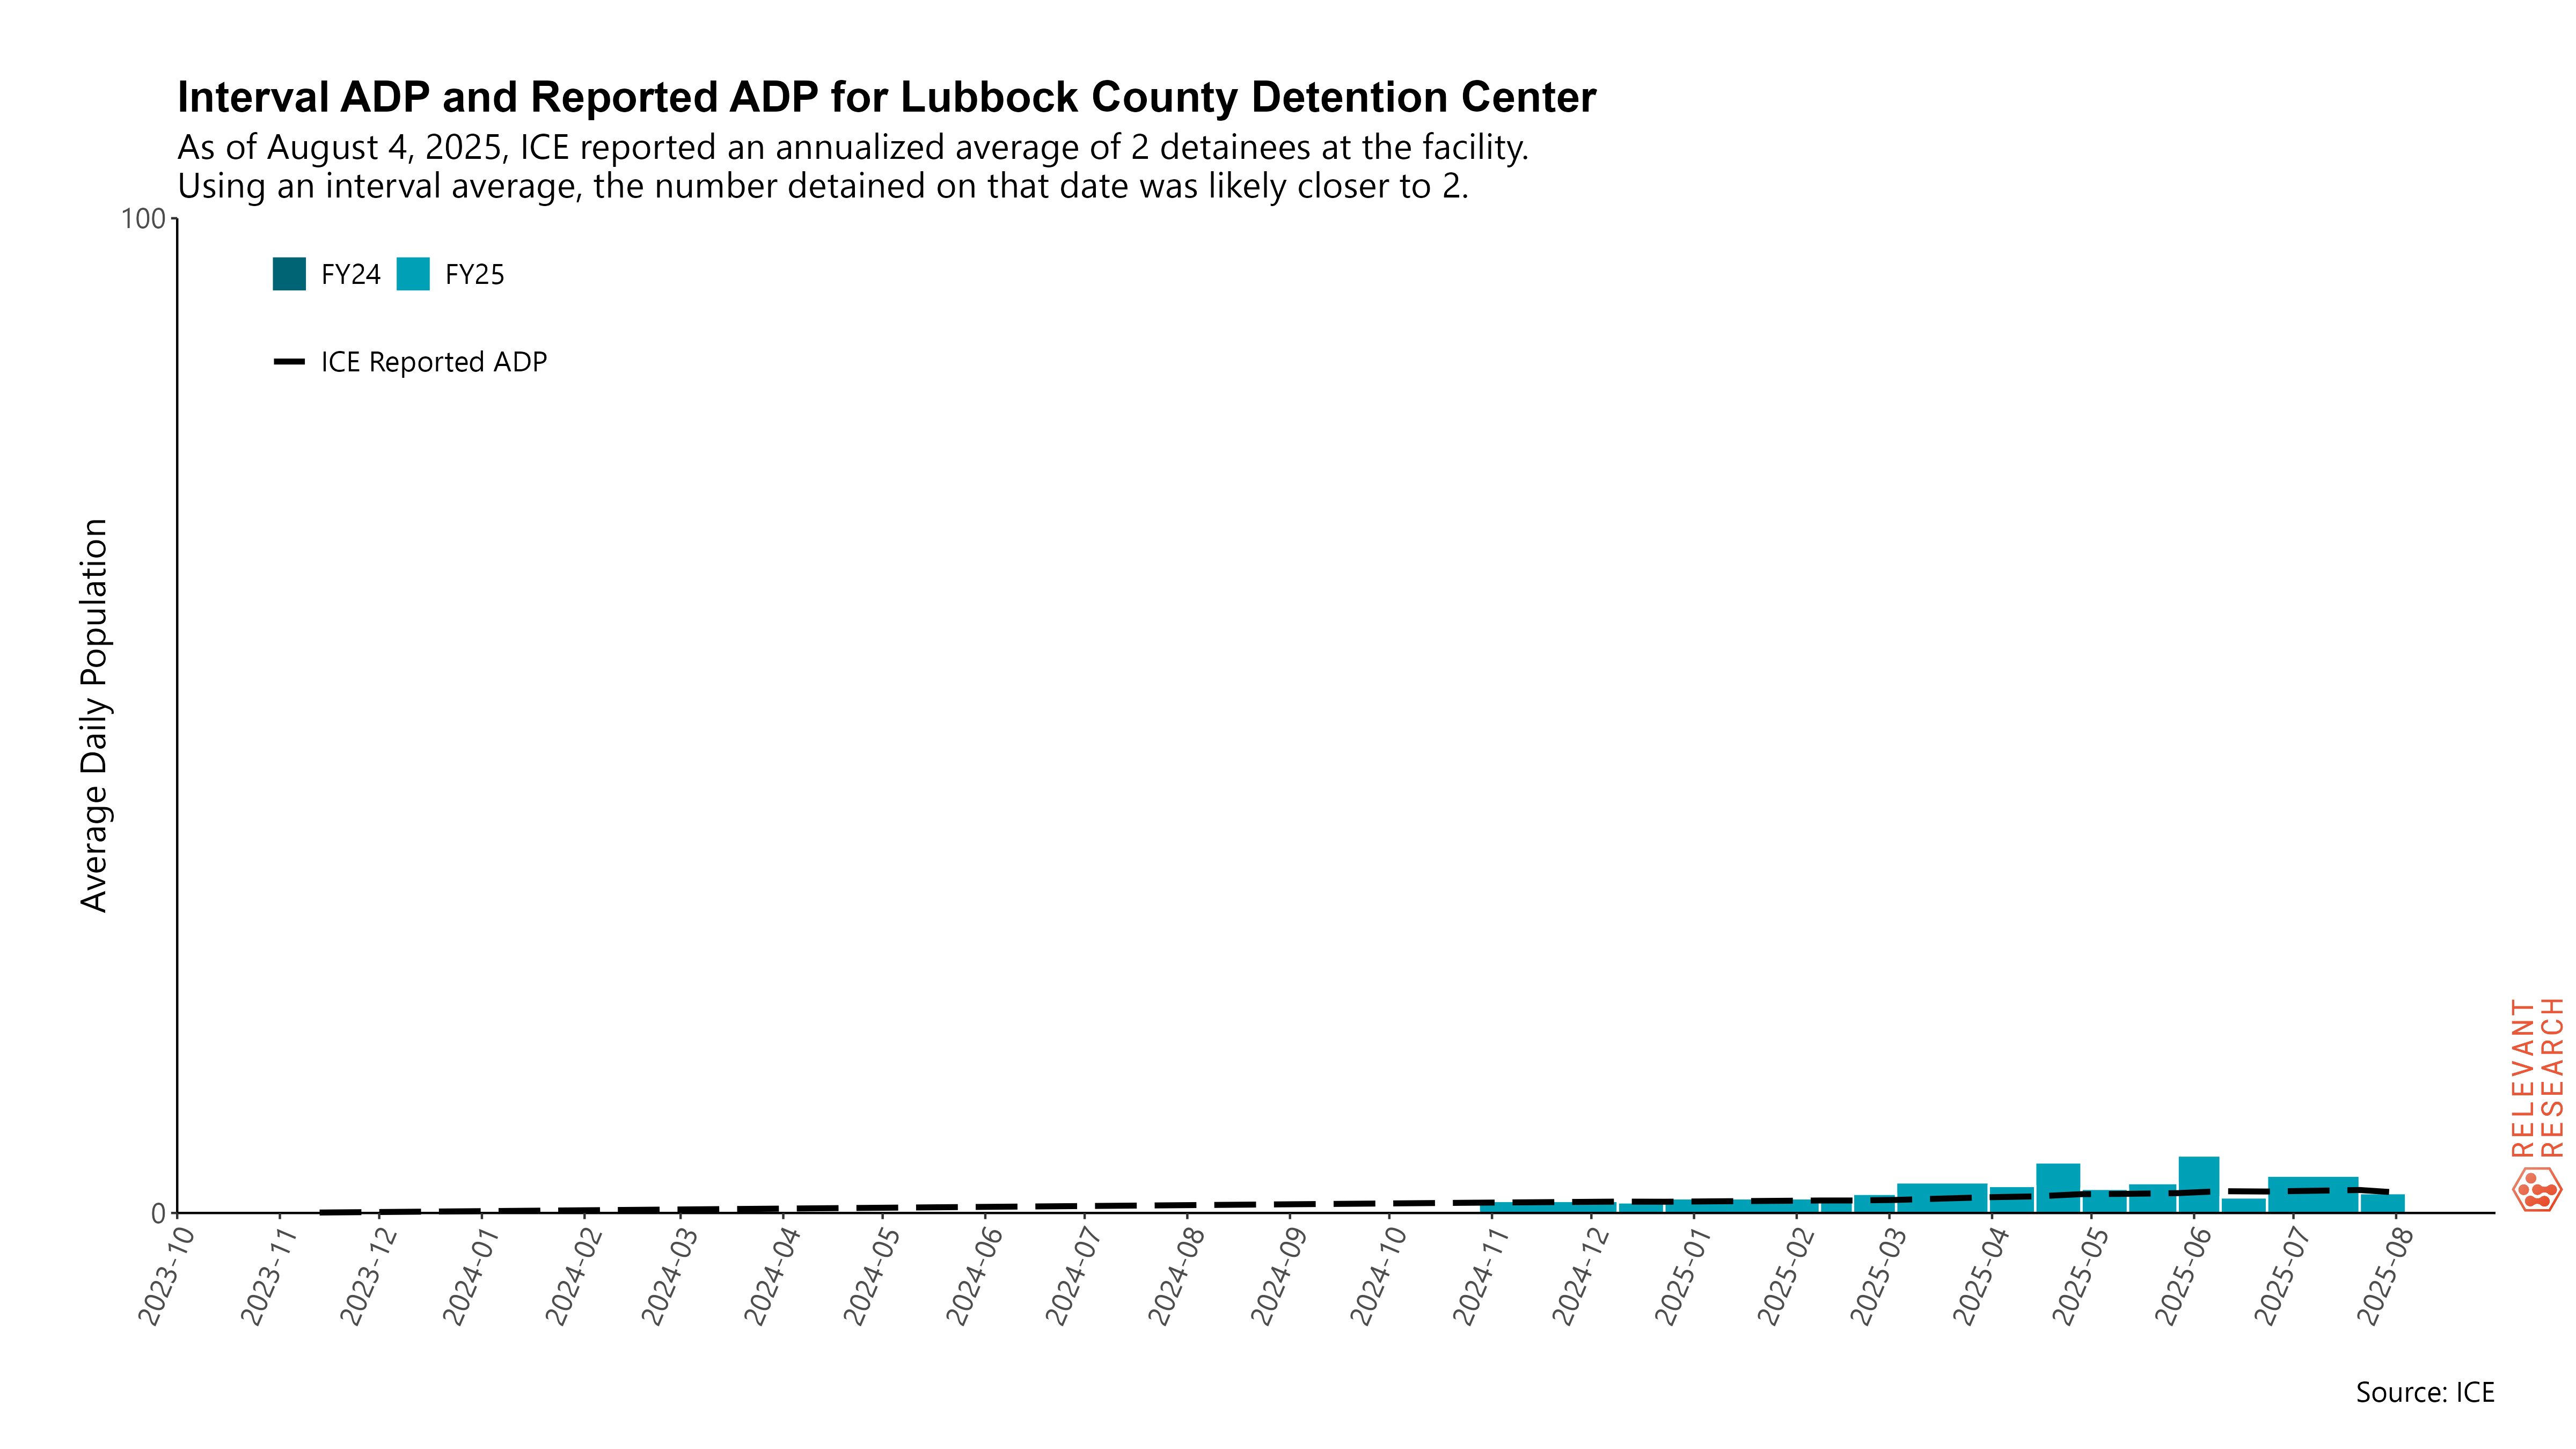 Interval ADP and Reported ADP for Lubbock County Detention Center
As of August 4, 2025, ICE reported an annualized average of 2 detainees at the facility.
Using an interval average, the number detained on that date was likely closer to 2.
100
FY24 FY25
ICE Reported ADP
Average Daily Population
0
2023-10
2023-11
2023-12
2024-01
2024-02
2024-03
2024-04
2024-05
2024-06
2024-07
2024-08
2024-09
2024-10
2024-11
2024-12
2025-01
2025-02
2025-03
2025-04
2025-05
2025-06
2025-07
2025-08
RELEVANT
RESEARCH
Source: ICE